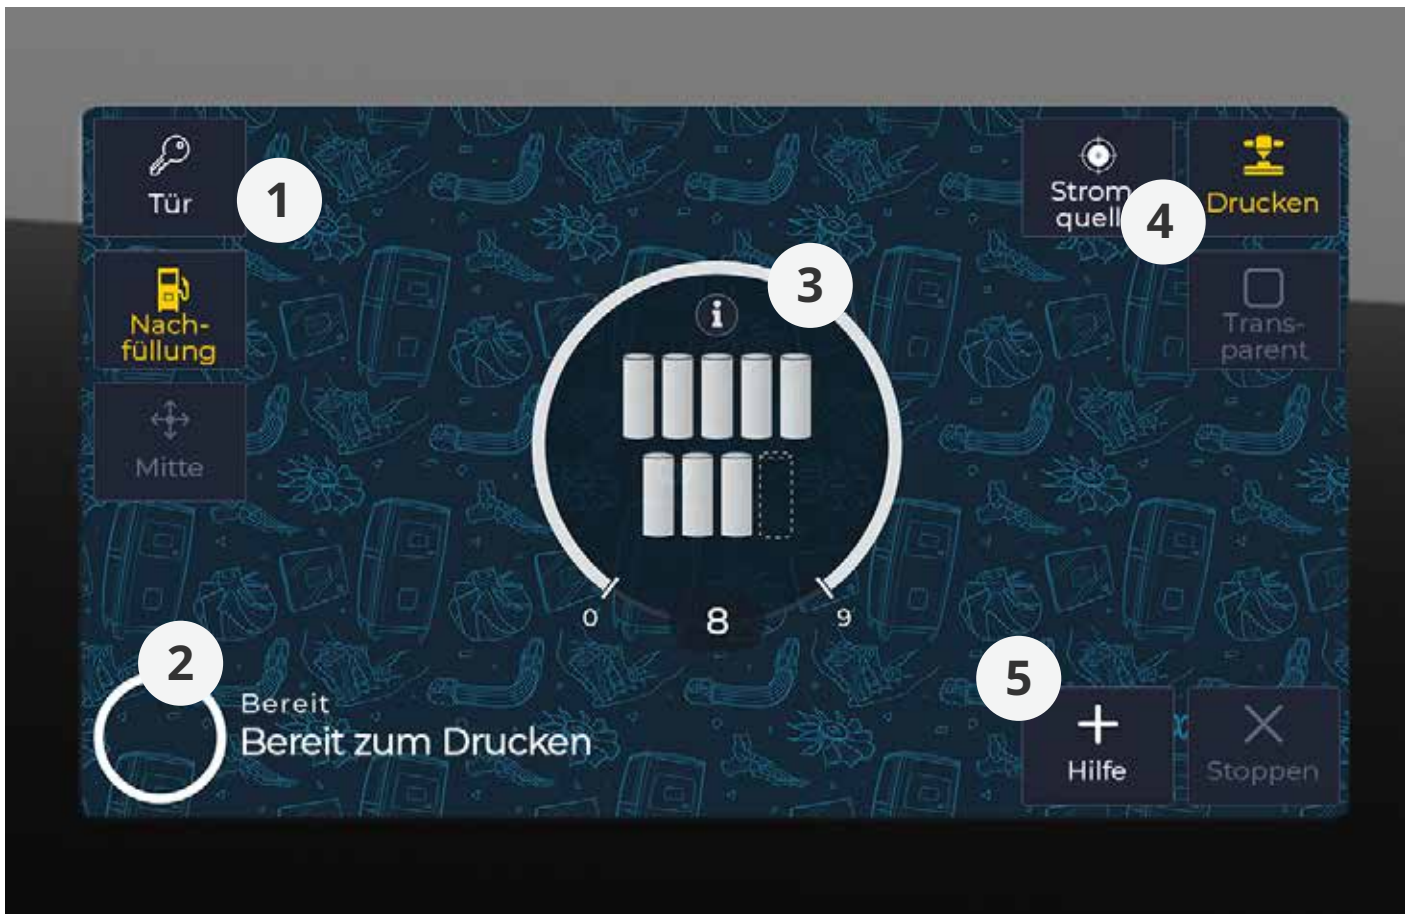 Tür
1
Nach-
füllung
Mitte
2
Bereit
Bereit zum Drucken
3
i
0
8
9
Strom
4
Drucken
Trans-
parent
5
Hilfe
Stoppen